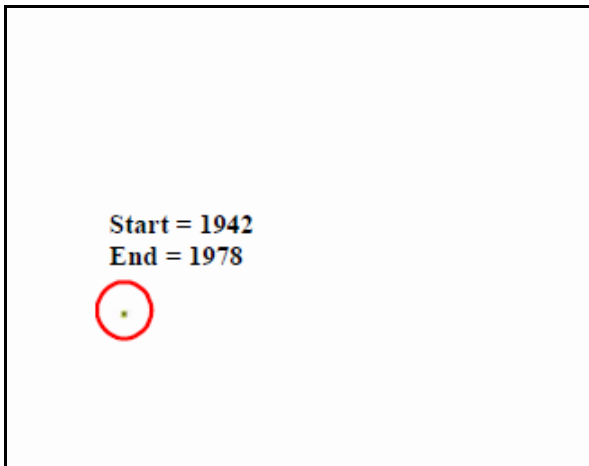 Start = 1942
End = 1978